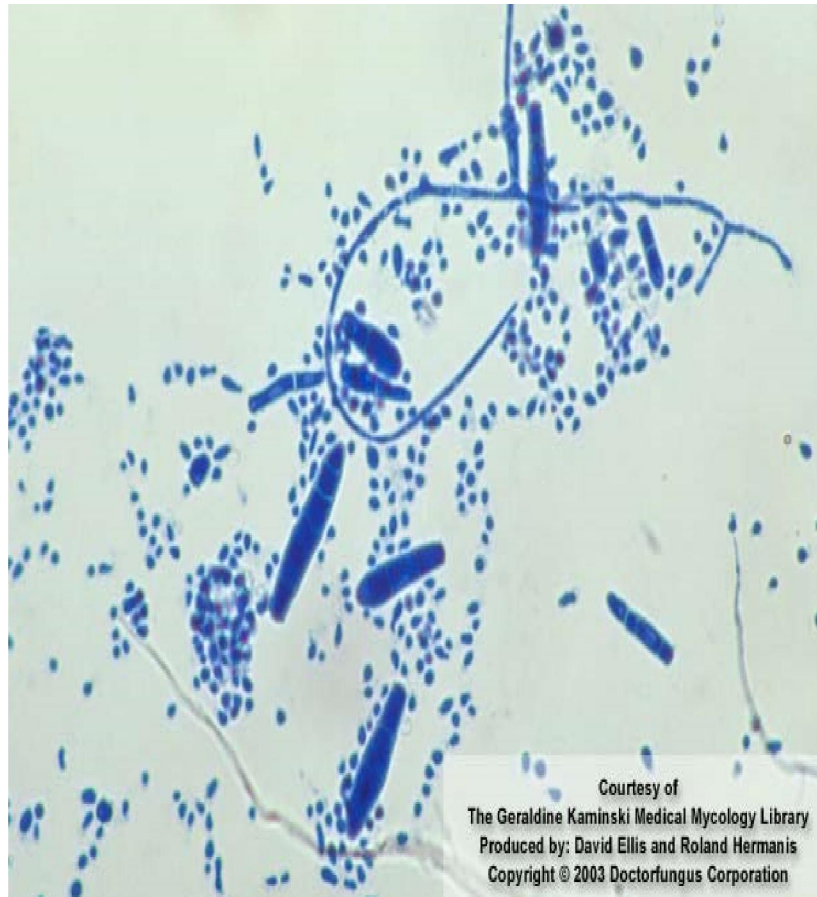 Courtesy of
The Geraldine Kaminski Medical Mycology Library
Produced by: David Ellis and Roland Hermanis
Copyright © 2003 Doctorfungus Corporation